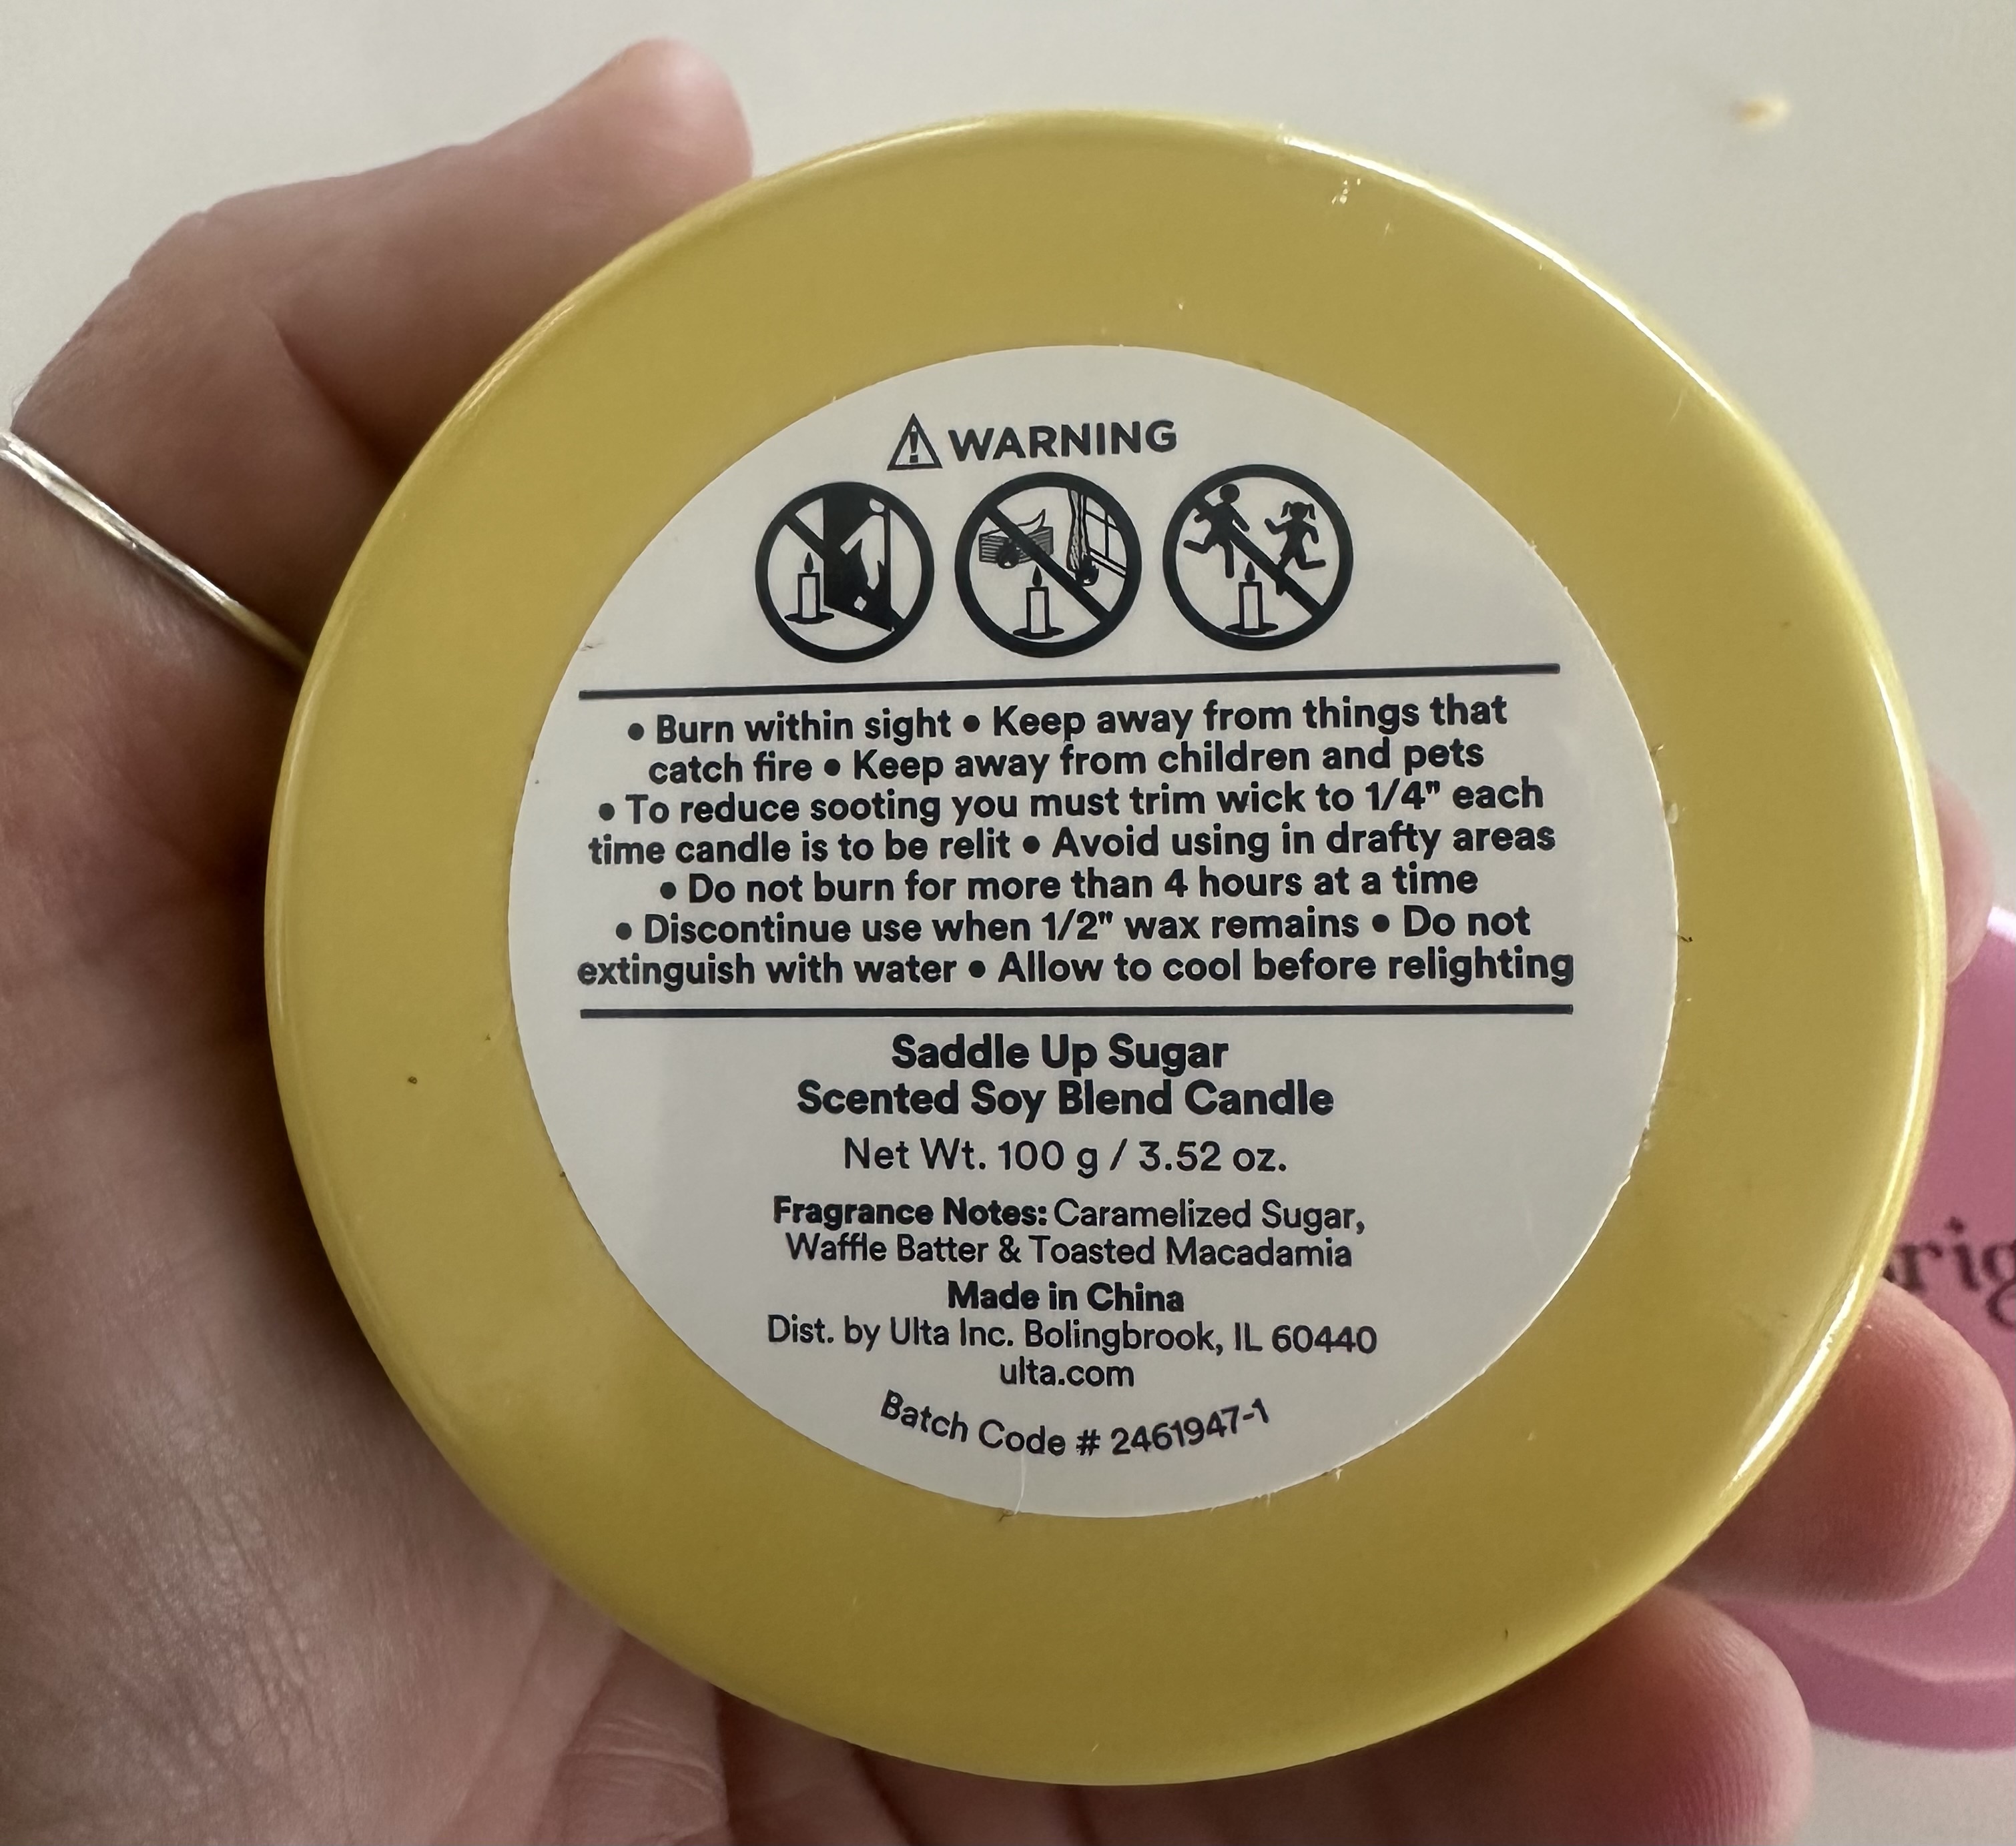 WARNING
• Burn within sight • Keep away from things that
catch fire • Keep away from children and pets
• To reduce sooting you must trim wick to 1/4" each
time candle is to be relit • Avoid using in drafty areas
• Do not burn for more than 4 hours at a time
• Discontinue use when 1/2" wax remains • Do not
extinguish with water • Allow to cool before relighting
Saddle Up Sugar
Scented Soy Blend Candle
Net Wt. 100 g / 3.52 oz.
Fragrance Notes: Caramelized Sugar,
Waffle Batter & Toasted Macadamia
Made in China
Dist. by Ulta Inc. Bolingbrook, IL 60440
ulta.com
Batch Code # 2461947-1